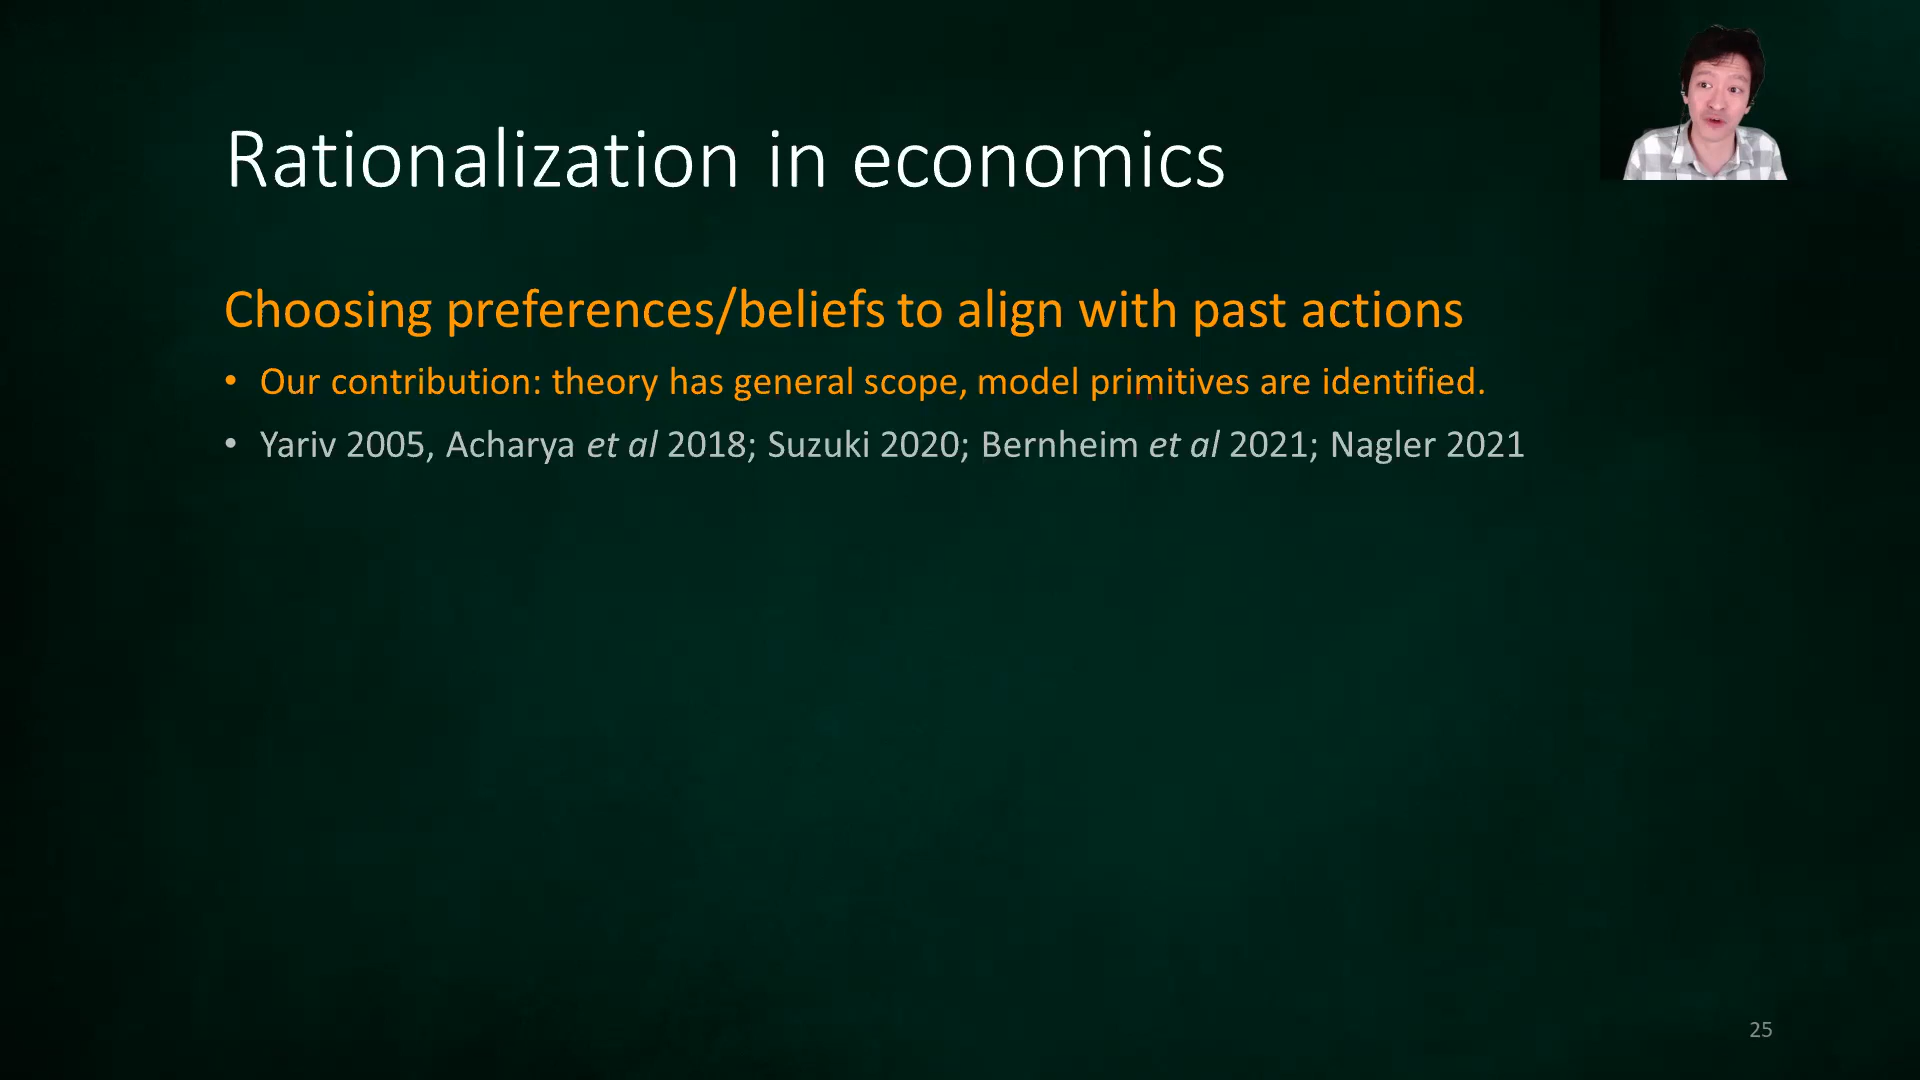 Rationalization in economics
Choosing preferences/beliefs to align with past actions
• Our contribution: theory has general scope, model primitives are identified.
• Yariv 2005, Acharya et al 2018; Suzuki 2020; Bernheim et al 2021; Nagler 2021
25